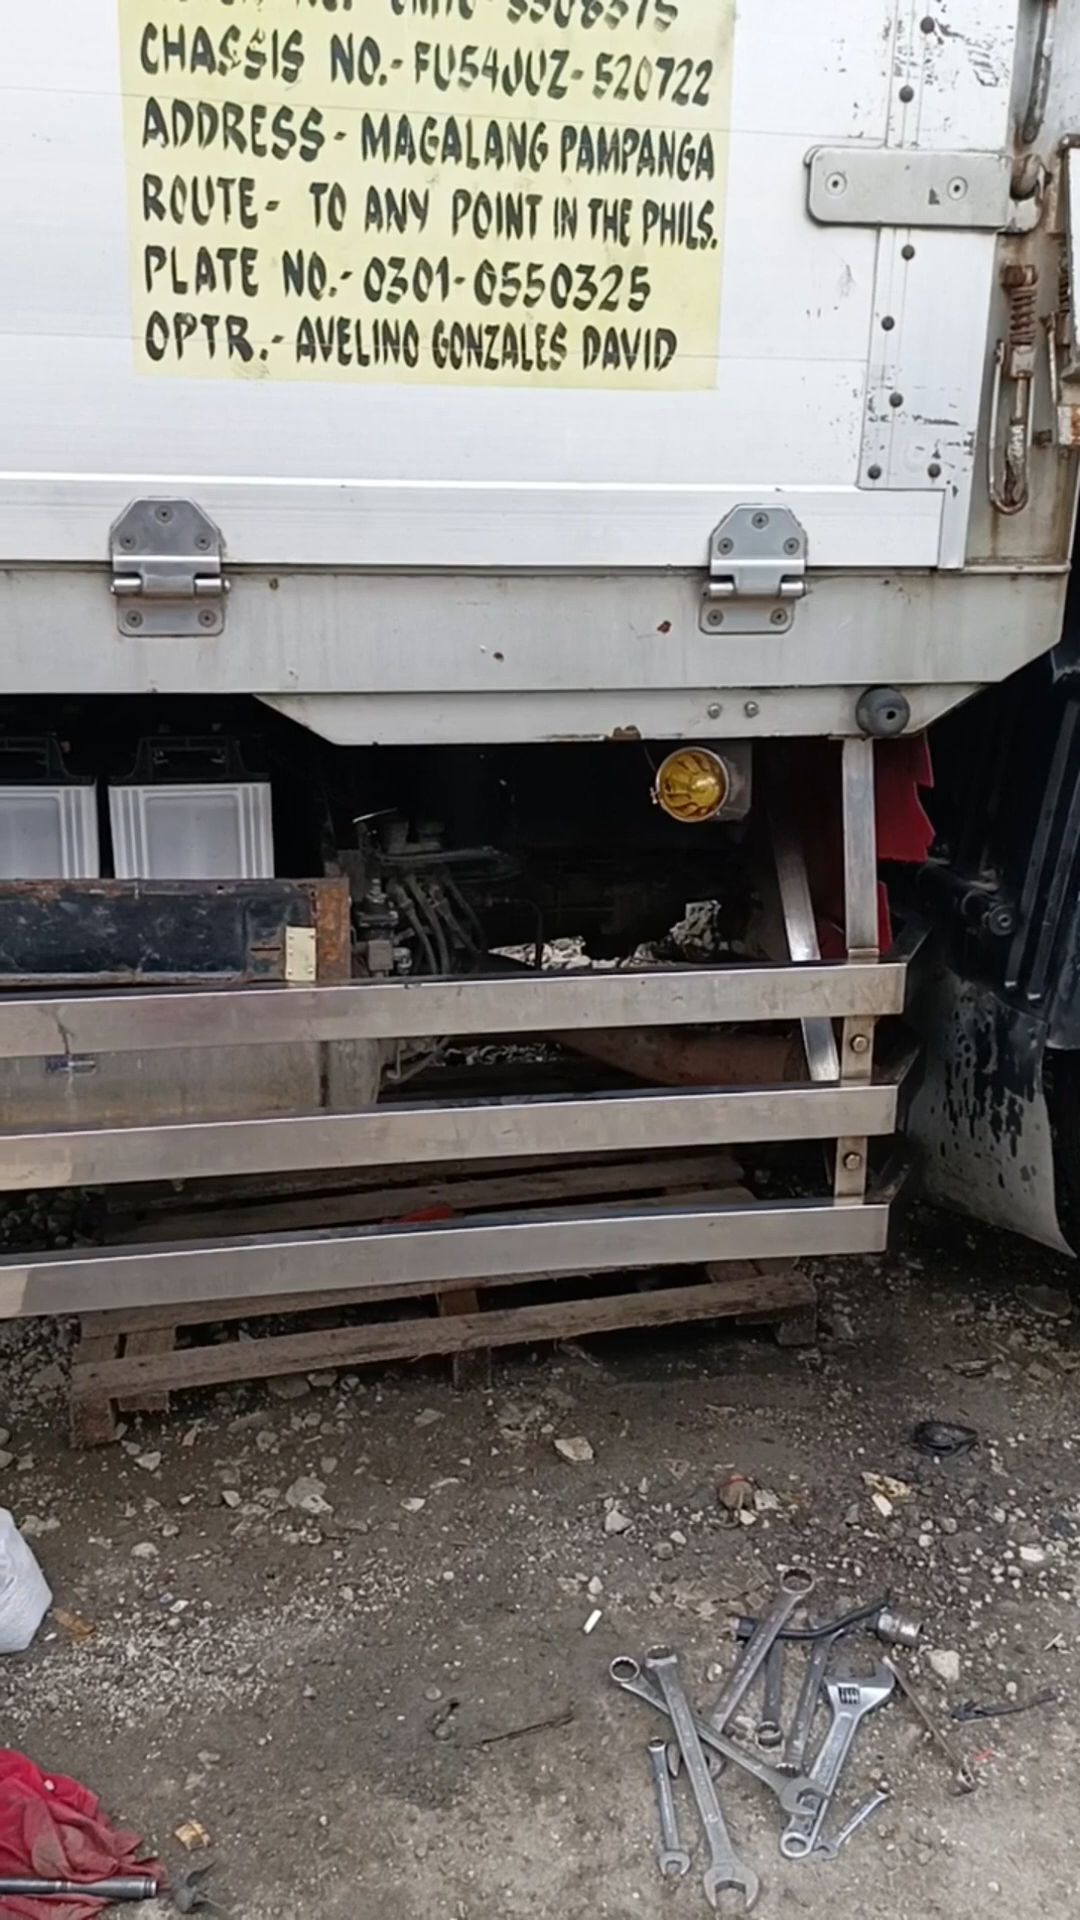 CHASSIS NO.- FU54JUZ-520722
ADDRESS- MAGALANG PAMPANGA
ROUTE- TO ANY POINT IN THE PHILS.
PLATE NO.- 0301-0550325
OPTR.- AVELINO GONZALES DAVID